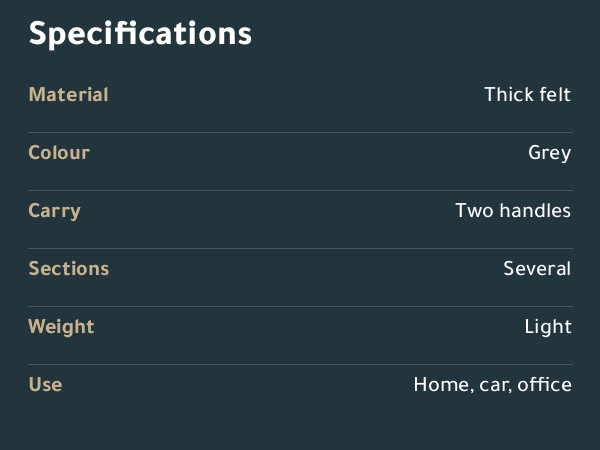 Specifications
Material Thick felt
Colour Grey
Carry Two handles
Sections Several
Weight Light
Use Home, car, office